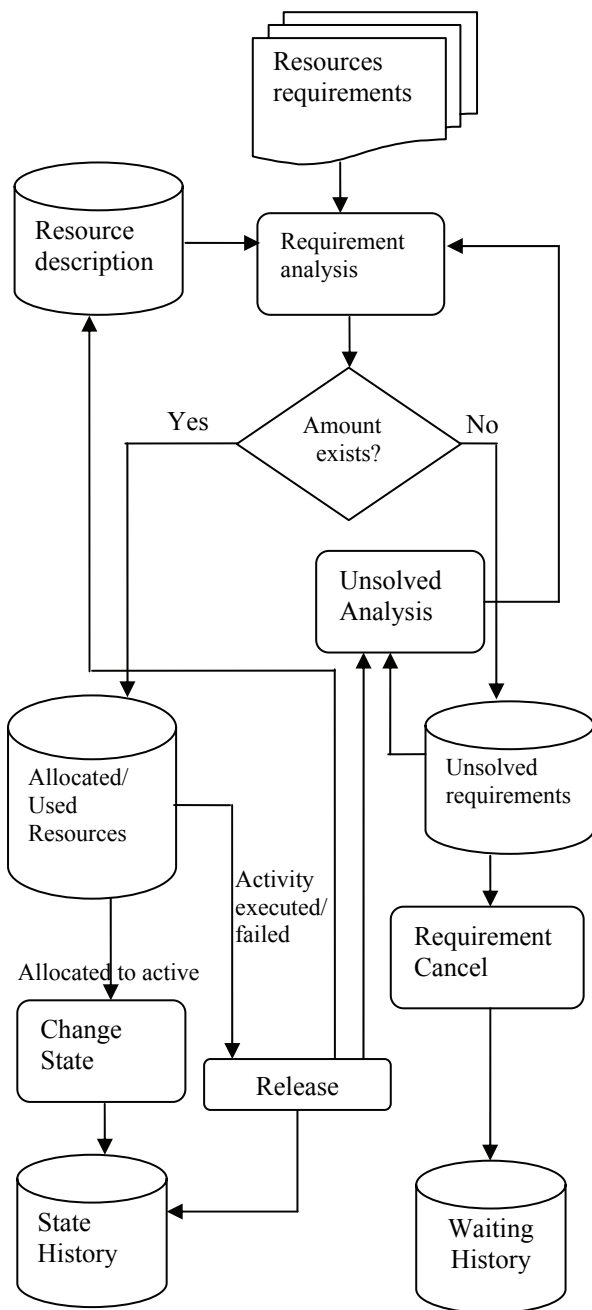 Resources
requirements
Resource
description
Requirement
analysis
Yes
Amount
exists?
No
Unsolved
Analysis
Allocated/
Used
Resources
Unsolved
requirements
Activity
executed/
failed
Requirement
Cancel
Allocated to active
Change
State
Release
State
History
Waiting
History